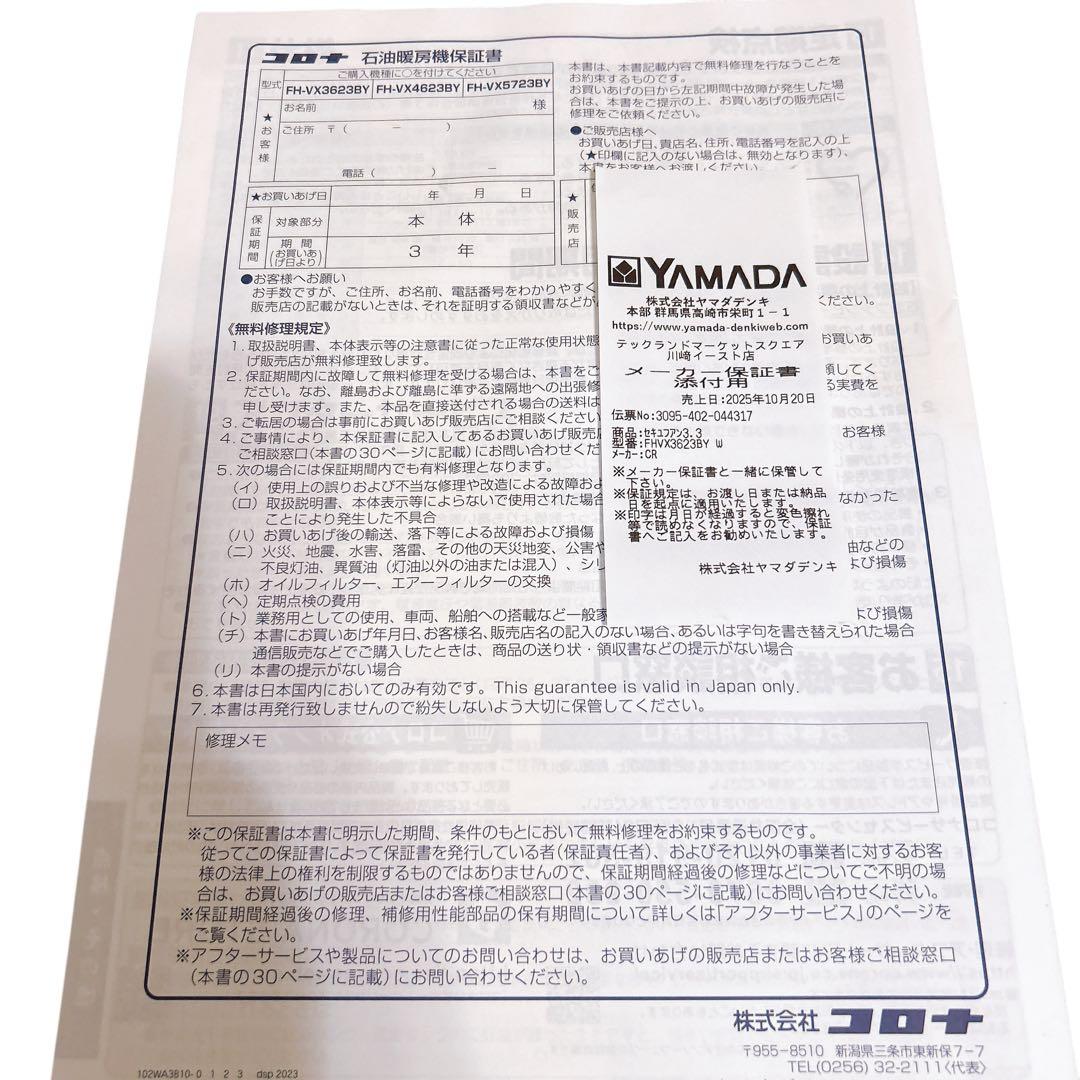 コロナ 石油暖房機保証書
ご購入機種に○を付けてください
型式 FH-VX3623BY FH-VX4623BY FH-VX5723BY
★お客様
お名前 様
ご住所 〒( － )
電話( ) －
★お買いあげ日 年 月 日
保証期間
対象部分 本 体
期 間(お買いあげ日より) 3 年
本書は、本書記載内容で無料修理を行なうことを
お約束するものです。
お買いあげの日から左記期間中故障が発生した場
合は、本書をご提示の上、お買いあげの販売店に
修理をご依頼ください。
●ご販売店様へ
お買いあげ日、貴店名、住所、電話番号を記入の上
(★印欄に記入のない場合は、無効となります)、
本書をお客様へお渡しください。
★販売店
●お客様へお願い
お手数ですが、ご住所、お名前、電話番号をわかりやすく
ください。
販売店の記載がないときは、それを証明する領収書などが
《無料修理規定》
1. 取扱説明書、本体表示等の注意書に従った正常な使用状態
お買いあ
げ販売店が無料修理致します。
2. 保証期間内に故障して無料修理を受ける場合は、本書をご
頼してく
ださい。なお、離島および離島に準ずる遠隔地への出張修
る実費を
申し受けます。また、本品を直接送付される場合の送料は
3. ご転居の場合は事前にお買いあげ販売店にご相談ください
4. ご事情により、本保証書に記入してあるお買いあげ販売店
お客様
ご相談窓口(本書の30ページに記載)にお問い合わせくだ
5. 次の場合には保証期間内でも有料修理となります。
(イ) 使用上の誤りおよび不当な修理や改造による故障およ
(ロ) 取扱説明書、本体表示等によらないで使用された場合
なかった
ことにより発生した不具合
(ハ) お買いあげ後の輸送、落下等による故障および損傷
(ニ) 火災、地震、水害、落雷、その他の天災地変、公害や
油などの
不良灯油、異質油(灯油以外の油または混入)、シリ
よび損傷
(ホ) オイルフィルター、エアーフィルターの交換
(ヘ) 定期点検の費用
(ト) 業務用としての使用、車両、船舶への搭載など一般家
よび損傷
(チ) 本書にお買いあげ年月日、お客様名、販売店名の記入のない場合、あるいは字句を書き替えられた場合
通信販売などでご購入したときは、商品の送り状・領収書などの提示がない場合
(リ) 本書の提示がない場合
6. 本書は日本国内においてのみ有効です。This guarantee is valid in Japan only.
7. 本書は再発行致しませんので紛失しないよう大切に保管してください。
修理メモ
※この保証書は本書に明示した期間、条件のもとにおいて無料修理をお約束するものです。
従ってこの保証書によって保証書を発行している者(保証責任者)、およびそれ以外の事業者に対するお客
様の法律上の権利を制限するものではありませんので、保証期間経過後の修理などについてご不明の場
合は、お買いあげの販売店またはお客様ご相談窓口(本書の30ページに記載)にお問い合わせください。
※保証期間経過後の修理、補修用性能部品の保有期間について詳しくは「アフターサービス」のページを
ご覧ください。
※アフターサービスや製品についてのお問い合わせは、お買いあげの販売店またはお客様ご相談窓口
(本書の30ページに記載)にお問い合わせください。
株式会社 コロナ
〒955-8510 新潟県三条市東新保7-7
TEL(0256) 32-2111〈代表〉
102WA3810-0 1 2 3 dsp 2023
YAMADA
株式会社ヤマダデンキ
本部 群馬県高崎市栄町1-1
https://www.yamada-denkiweb.com
テックランドマーケットスクエア
川崎イースト店
メーカー保証書
添付用
売上日:2025年10月20日
伝票No:3095-402-044317
商品:セキユフアン3.3
型番:FHVX3623BY W
メーカー:CR
※メーカー保証書と一緒に保管して
下さい。
※保証規定は、お渡し日または納品
日を起点に適用いたします。
※印字は月日が経過すると変色擦れ
等で読めなくなりますので、保証
書へご記入をお勧めいたします。
株式会社ヤマダデンキ